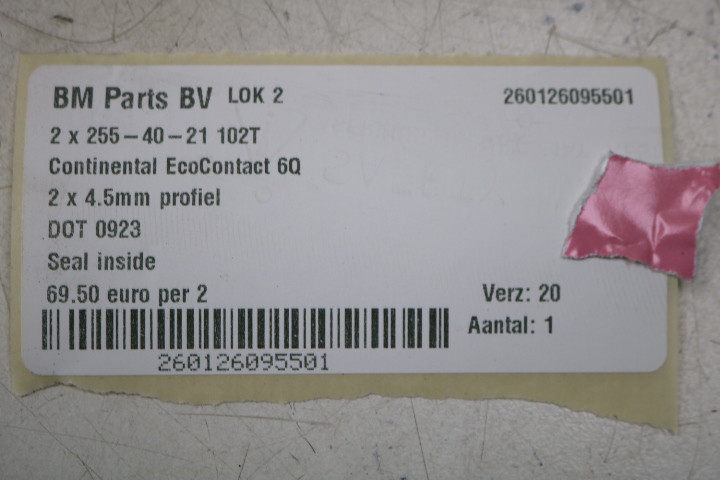 BM Parts BV LOK 2 260126095501
2 x 255-40-21 102T
Continental EcoContact 6Q
2 x 4.5mm profiel
DOT 0923
Seal inside
69.50 euro per 2 Verz: 20
Aantal: 1
260126095501